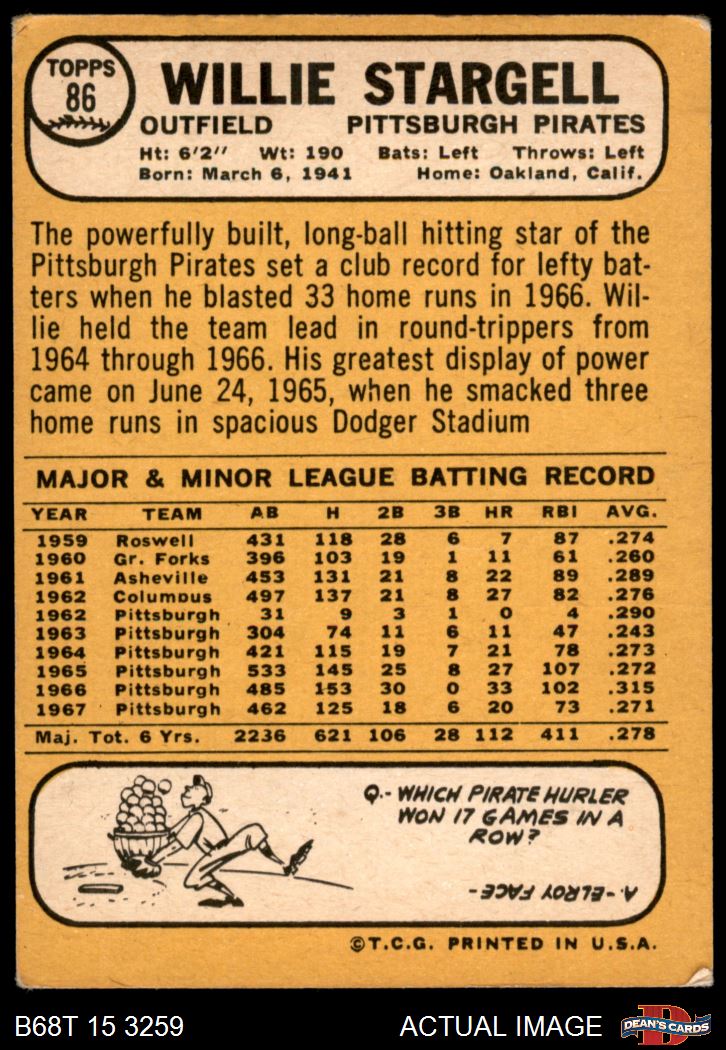 TOPPS
86
WILLIE STARGELL
OUTFIELD PITTSBURGH PIRATES
Ht: 6'2" Wt: 190 Bats: Left Throws: Left
Born: March 6, 1941 Home: Oakland, Calif.
The powerfully built, long-ball hitting star of the
Pittsburgh Pirates set a club record for lefty bat-
ters when he blasted 33 home runs in 1966. Wil-
lie held the team lead in round-trippers from
1964 through 1966. His greatest display of power
came on June 24, 1965, when he smacked three
home runs in spacious Dodger Stadium
MAJOR & MINOR LEAGUE BATTING RECORD
YEAR TEAM AB H 2B 3B HR RBI AVG.
1959 Roswell 431 118 28 6 7 87 .274
1960 Gr. Forks 396 103 19 1 11 61 .260
1961 Asheville 453 131 21 8 22 89 .289
1962 Columbus 497 137 21 8 27 82 .276
1962 Pittsburgh 31 9 3 1 0 4 .290
1963 Pittsburgh 304 74 11 6 11 47 .243
1964 Pittsburgh 421 115 19 7 21 78 .273
1965 Pittsburgh 533 145 25 8 27 107 .272
1966 Pittsburgh 485 153 30 0 33 102 .315
1967 Pittsburgh 462 125 18 6 20 73 .271
Maj. Tot. 6 Yrs. 2236 621 106 28 112 411 .278
Q.- WHICH PIRATE HURLER
WON 17 GAMES IN A
ROW?
A.-ELROY FACE-
©T.C.G. PRINTED IN U.S.A.
B68T 15 3259 ACTUAL IMAGE
D
DEAN'S CARDS